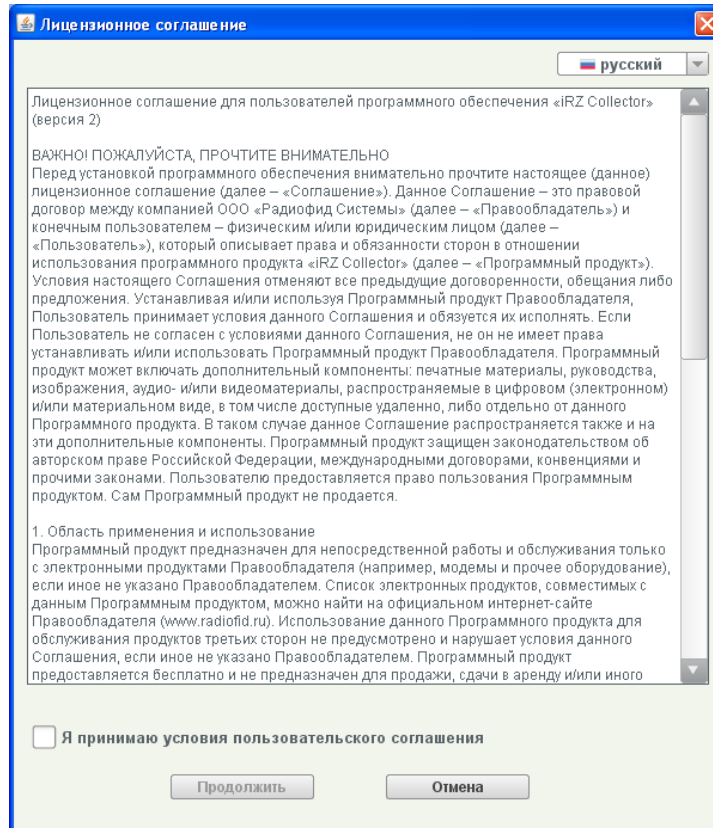 Лицензионное соглашение
русский
Лицензионное соглашение для пользователей программного обеспечения «iRZ Collector»
(версия 2)
ВАЖНО! ПОЖАЛУЙСТА, ПРОЧТИТЕ ВНИМАТЕЛЬНО
Перед установкой программного обеспечения внимательно прочтите настоящее (данное)
лицензионное соглашение (далее – «Соглашение»). Данное Соглашение – это правовой
договор между компанией ООО «Радиофид Системы» (далее – «Правообладатель») и
конечным пользователем – физическим и/или юридическим лицом (далее –
«Пользователь»), который описывает права и обязанности сторон в отношении
использования программного продукта «iRZ Collector» (далее – «Программный продукт»).
Условия настоящего Соглашения отменяют все предыдущие договоренности, обещания либо
предложения. Устанавливая и/или используя Программный продукт Правообладателя,
Пользователь принимает условия данного Соглашения и обязуется их исполнять. Если
Пользователь не согласен с условиями данного Соглашения, не он не имеет права
устанавливать и/или использовать Программный продукт Правообладателя. Программный
продукт может включать дополнительный компоненты: печатные материалы, руководства,
изображения, аудио- и/или видеоматериалы, распространяемые в цифровом (электронном)
и/или материальном виде, в том числе доступные удаленно, либо отдельно от данного
Программного продукта. В таком случае данное Соглашение распространяется также и на
эти дополнительные компоненты. Программный продукт защищен законодательством об
авторском праве Российской Федерации, международными договорами, конвенциями и
прочими законами. Пользователю предоставляется право пользования Программным
продуктом. Сам Программный продукт не продается.
1. Область применения и использование
Программный продукт предназначен для непосредственной работы и обслуживания только
с электронными продуктами Правообладателя (например, модемы и прочее оборудование),
если иное не указано Правообладателем. Список электронных продуктов, совместимых с
данным Программным продуктом, можно найти на официальном интернет-сайте
Правообладателя (www.radiofid.ru). Использование данного Программного продукта для
обслуживания продуктов третьих сторон не предусмотрено и нарушает условия данного
Соглашения, если иное не указано Правообладателем. Программный продукт
предоставляется бесплатно и не предназначен для продажи, сдачи в аренду и/или иного
Я принимаю условия пользовательского соглашения
Продолжить
Отмена